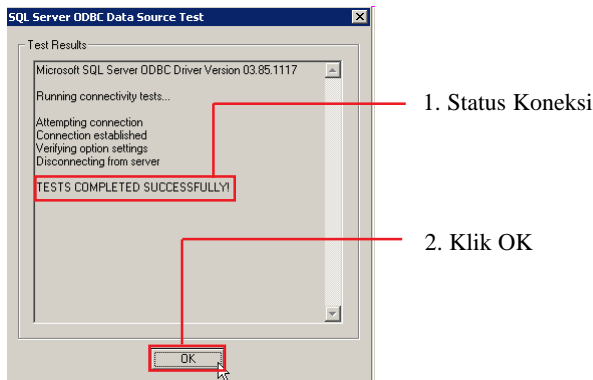 SQL Server ODBC Data Source Test
Test Results
Microsoft SQL Server ODBC Driver Version 03.85.1117
Running connectivity tests...
Attempting connection
Connection established
Verifying option settings
Disconnecting from server
TESTS COMPLETED SUCCESSFULLY!
OK
1. Status Koneksi
2. Klik OK